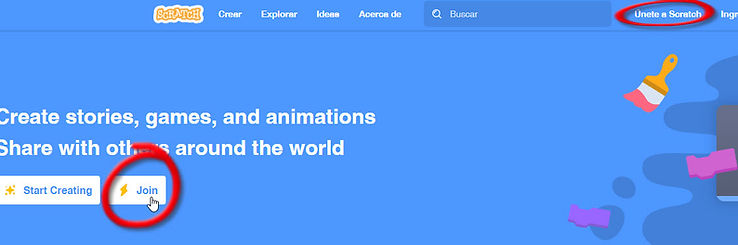 SCRATCH Crear Explorar Ideas Acerca de Buscar Únete a Scratch Ingr
Create stories, games, and animations
Share with others around the world
Start Creating Join